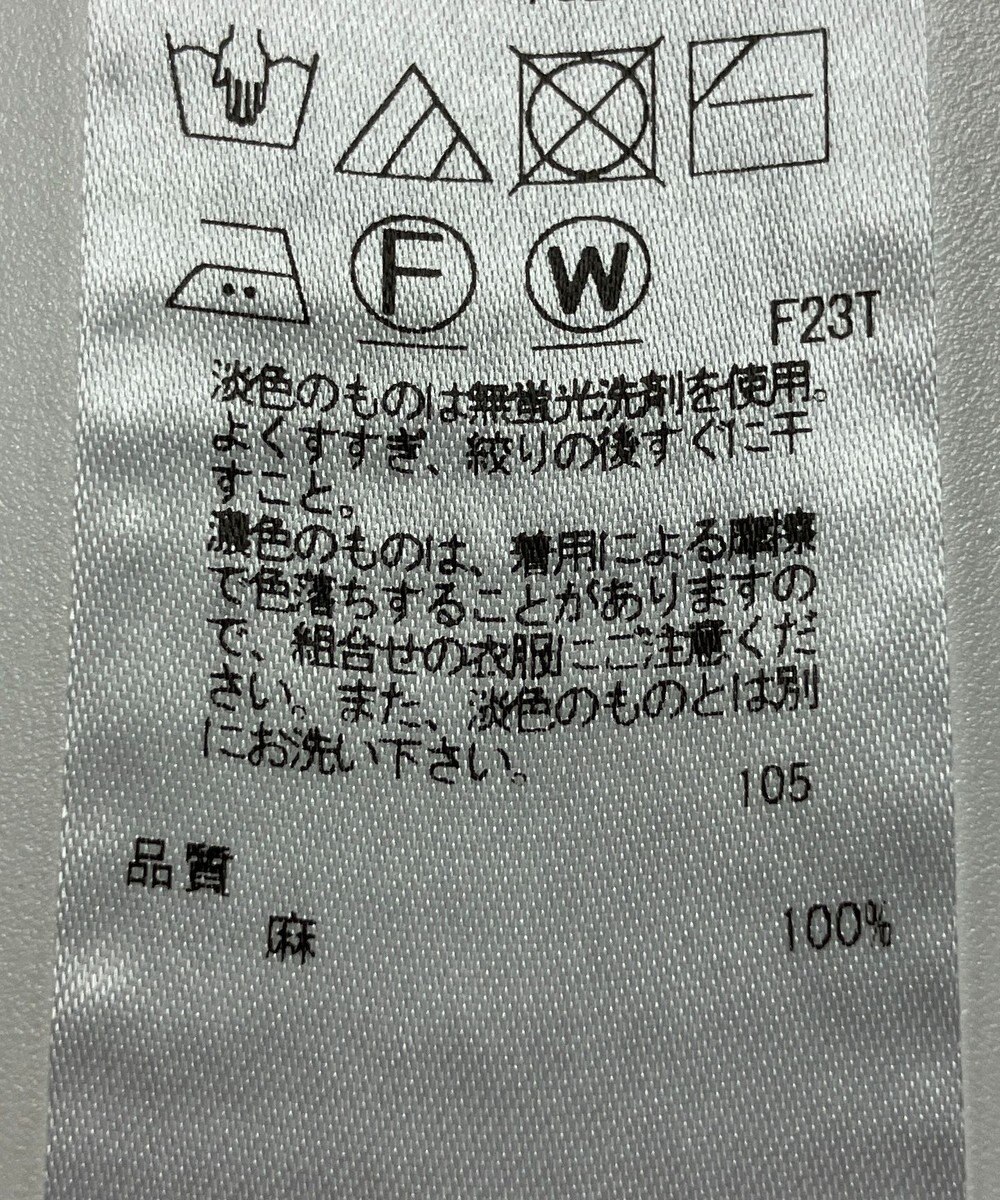 F
W
F23T
淡色のものは無蛍光洗剤を使用。
よくすすぎ、絞りの後すぐに干
すこと。
濃色のものは、着用による摩擦
で色落ちすることがありますの
で、組合せの衣服にご注意くだ
さい。また、淡色のものとは別
にお洗い下さい。
105
品質
麻 100%